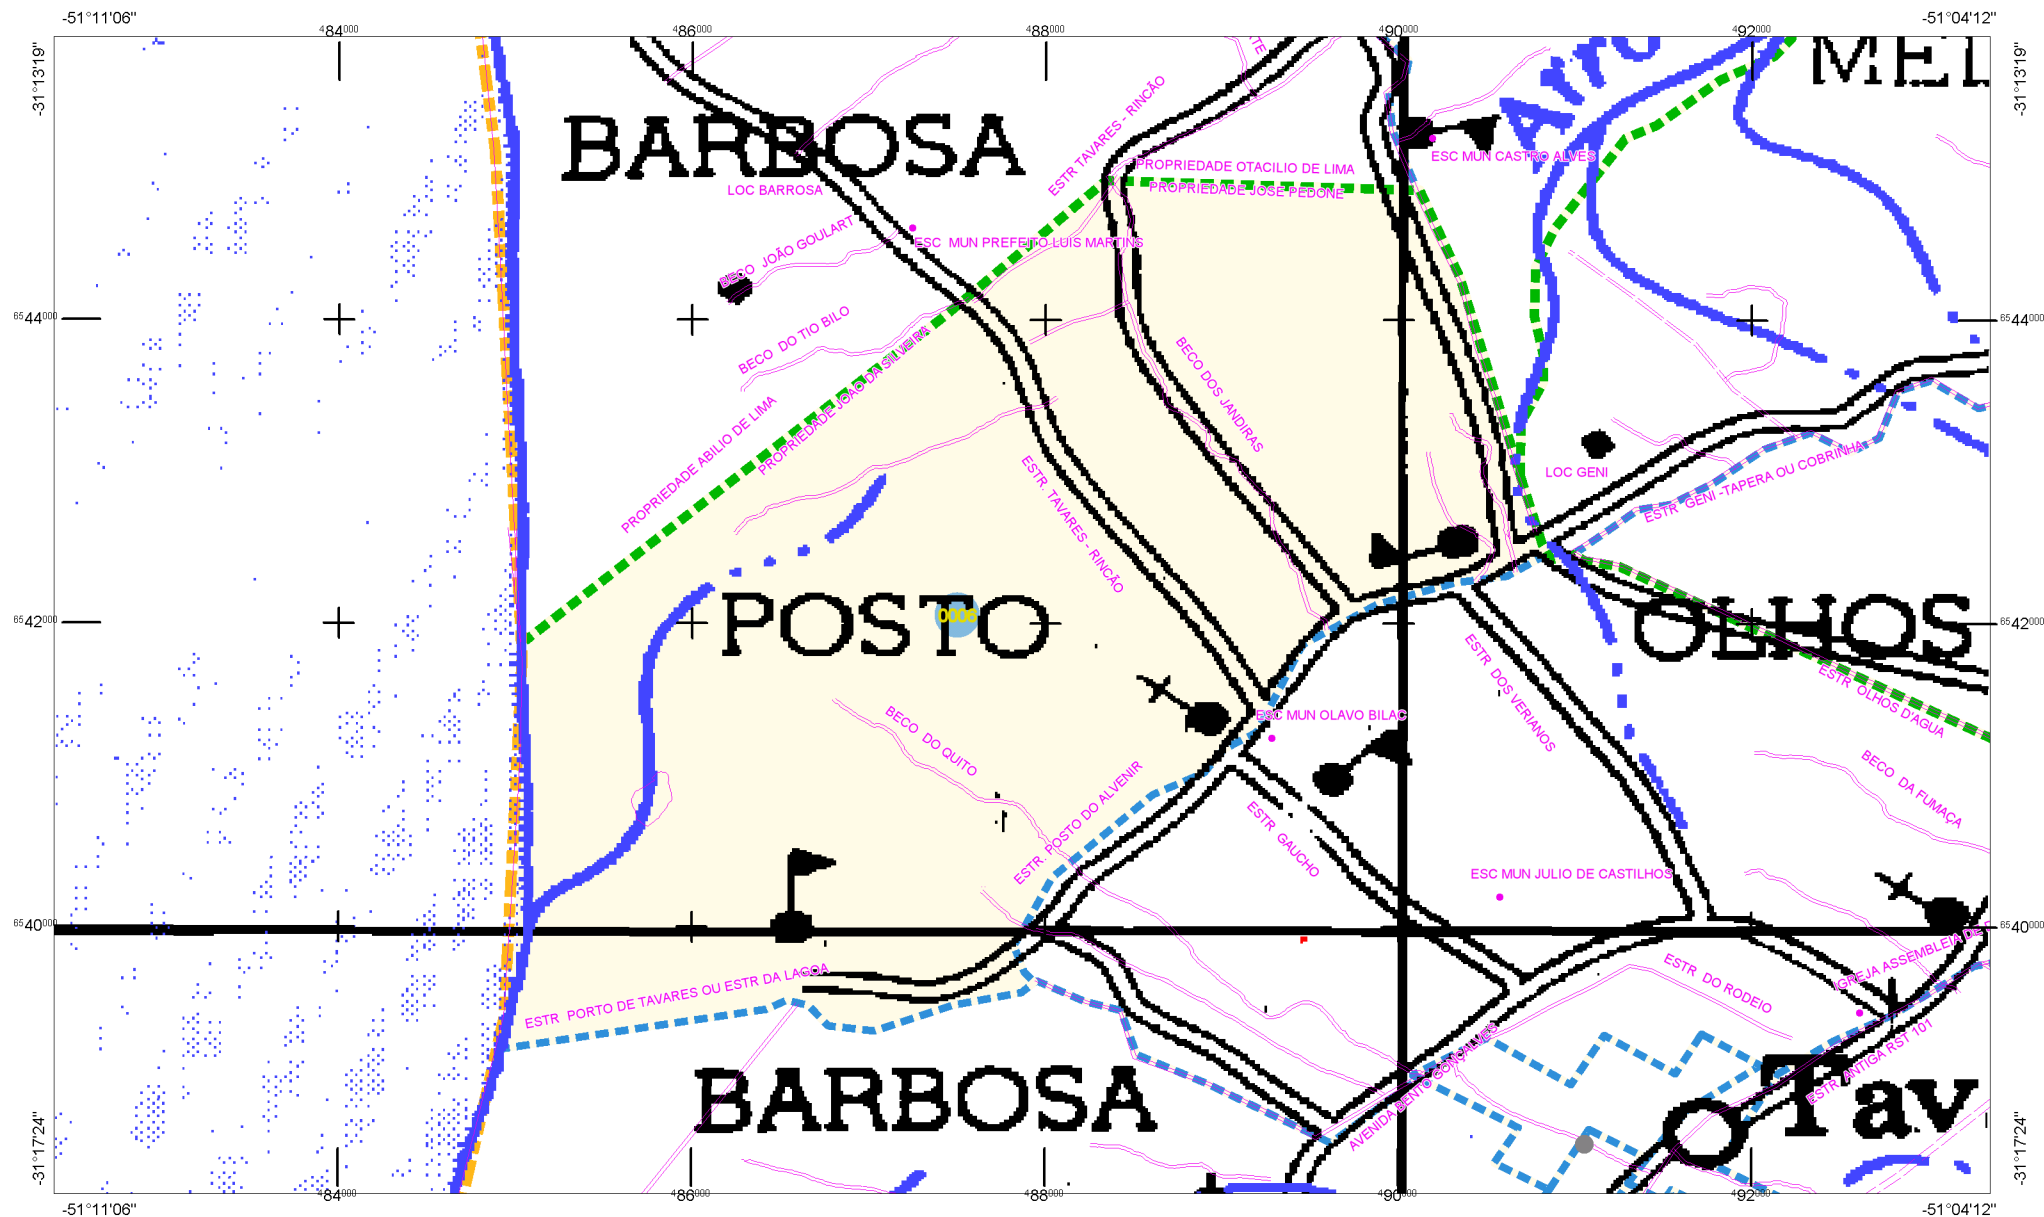 -51°11'06"
-51°04'12"
484000
486000
488000
490000
492000
-31°13'19"
-31°13'19"
BARBOSA
LOC BARROSA
ESTR TAVARES - RINCÃO
PROPRIEDADE OTACILIO DE LIMA
PROPRIEDADE JOSE PEDONE
ESC MUN CASTRO ALVES
BECO JOÃO GOULART
ESC MUN PREFEITO LUIS MARTINS
6544000
6544000
BECO DO TIO BILO
PROPRIEDADE ABILIO DE LIMA
PROPRIEDADE JOAO DA SILVEIRA
BECO DOS JANDIRAS
ESTR. TAVARES - RINCÃO
LOC GENI
ESTR GENI -TAPERA OU COBRINHA
6542000
6542000
POSTO
0006
OLHOS
ESTR OLHOS D'AGUA
ESTR DOS VERIANOS
ESC MUN OLAVO BILAC
BECO DO QUITO
ESTR. POSTO DO ALVENIR
ESTR GAUCHO
BECO DA FUMAÇA
ESC MUN JULIO DE CASTILHOS
6540000
6540000
ESTR PORTO DE TAVARES OU ESTR DA LAGOA
ESTR DO RODEIO
IGREJA ASSEMBLEIA DE
AVENIDA BENTO GONÇALVES
ESTR ANTIGA RST 101
BARBOSA
Tav
-31°17'24"
-31°17'24"
484000
486000
488000
490000
492000
-51°11'06"
-51°04'12"